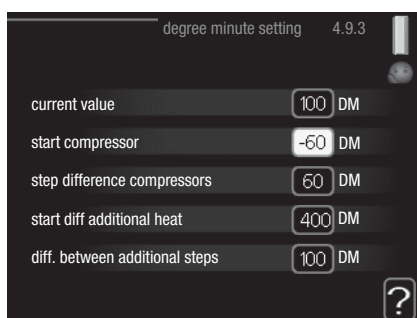 degree minute setting 4.9.3
current value 100 DM
start compressor -60 DM
step difference compressors 60 DM
start diff additional heat 400 DM
diff. between additional steps 100 DM
?